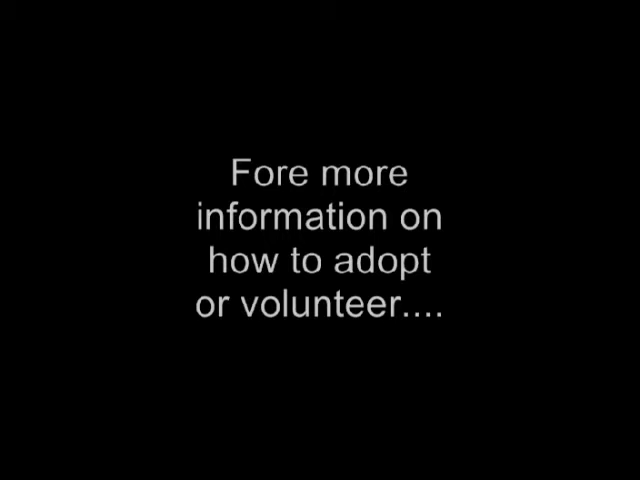 Fore more
information on
how to adopt
or volunteer....